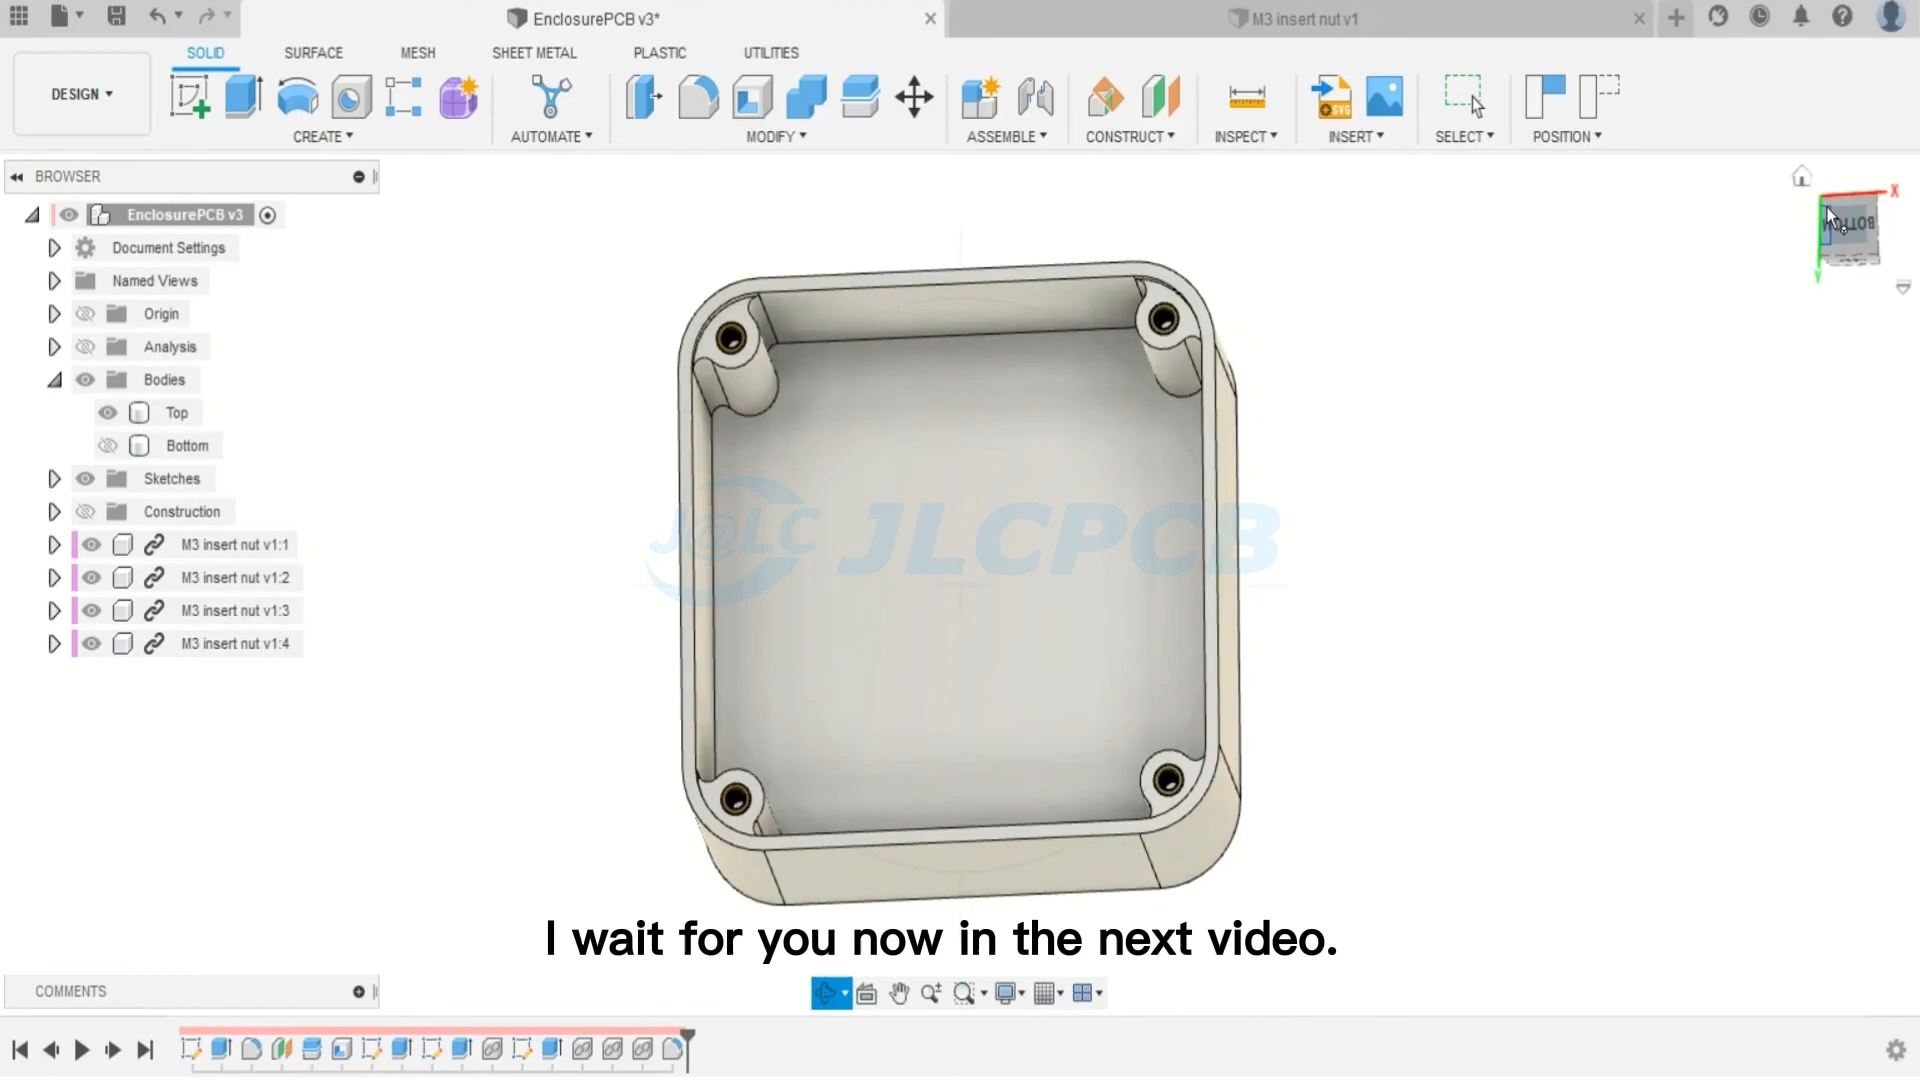 EnclosurePCB v3*
M3 insert nut v1
SOLID
SURFACE
MESH
SHEET METAL
PLASTIC
UTILITIES
DESIGN
CREATE
AUTOMATE
MODIFY
ASSEMBLE
CONSTRUCT
INSPECT
INSERT
SELECT
POSITION
SVG
BROWSER
EnclosurePCB v3
Document Settings
Named Views
Origin
Analysis
Bodies
Top
Bottom
Sketches
Construction
M3 insert nut v1:1
M3 insert nut v1:2
M3 insert nut v1:3
M3 insert nut v1:4
X
BOTTOM
Y
J@LC JLCPCB
I wait for you now in the next video.
COMMENTS